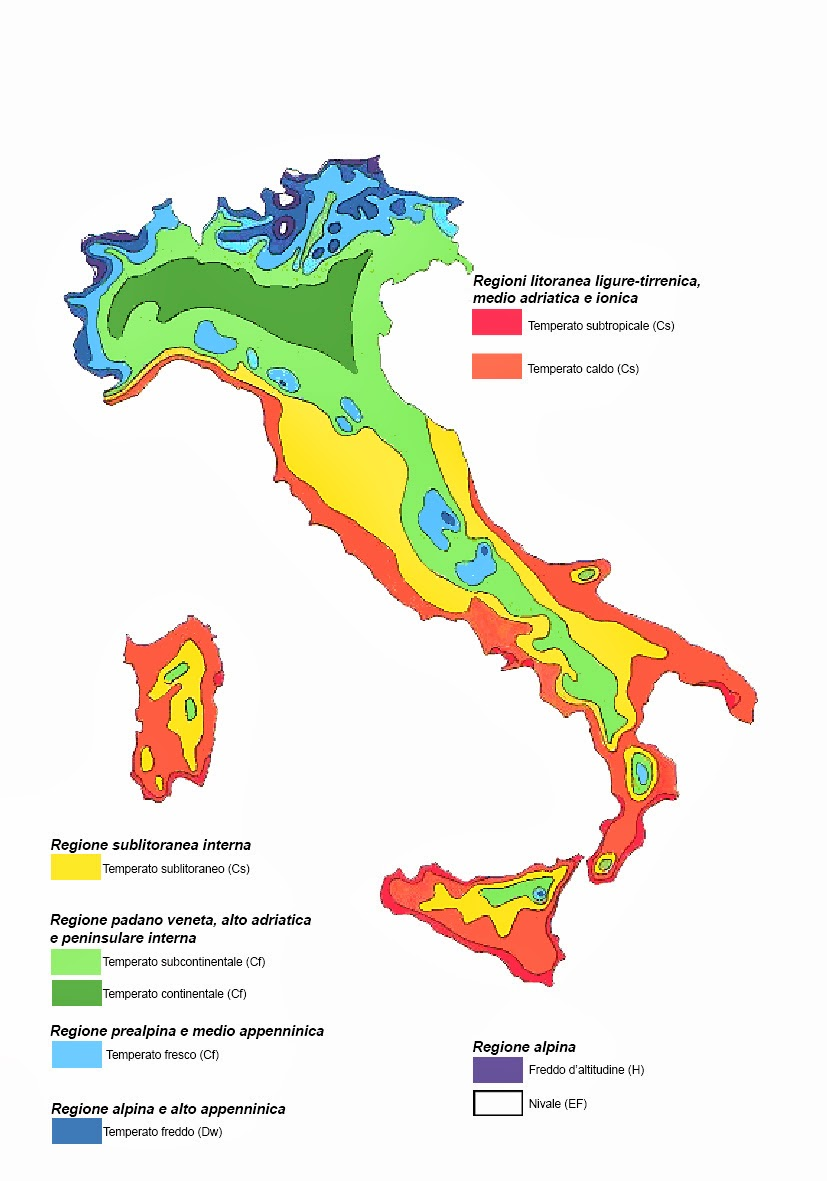 Regioni litoranea ligure-tirrenica,
medio adriatica e ionica
Temperato subtropicale (Cs)
Temperato caldo (Cs)
Regione sublitoranea interna
Temperato sublitoraneo (Cs)
Regione padano veneta, alto adriatica
e peninsulare interna
Temperato subcontinentale (Cf)
Temperato continentale (Cf)
Regione prealpina e medio appenninica
Temperato fresco (Cf)
Regione alpina e alto appenninica
Temperato freddo (Dw)
Regione alpina
Freddo d'altitudine (H)
Nivale (EF)